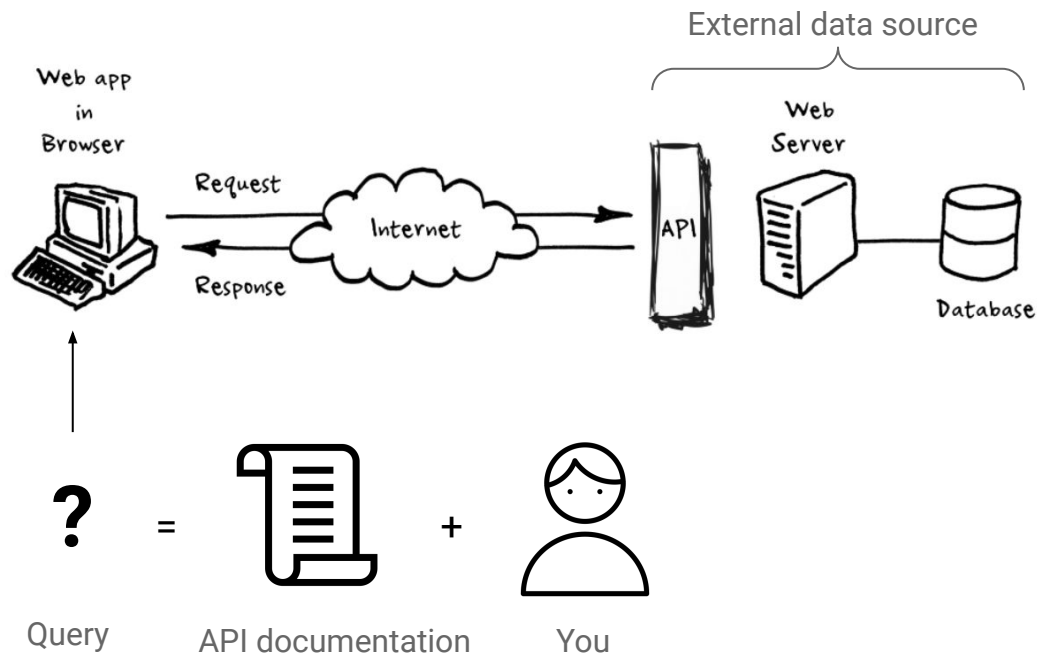 External data source
Web app
in
Browser
Web
Server
Request
Internet
API
Response
Database
?
=
+
Query
API documentation
You